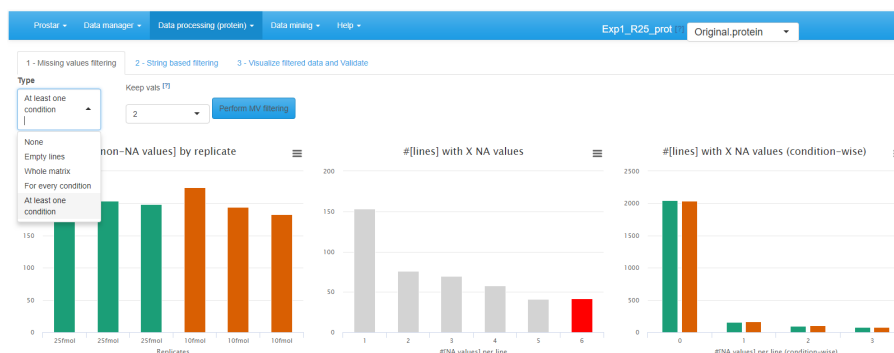 Prostar Data manager Data processing (protein) Data mining Help Exp1_R25_prot [?] Original.protein
1 - Missing values filtering 2 - String based filtering 3 - Visualize filtered data and Validate
Type
Keep vals [?]
At least one
condition
2
Perform MV filtering
None
Empty lines
Whole matrix
For every condition
At least one
condition
non-NA values] by replicate
#[lines] with X NA values
#[lines] with X NA values (condition-wise)
200
150
100
50
0
25fmol 25fmol 25fmol 10fmol 10fmol 10fmol
Replicates
200
150
100
50
0
1 2 3 4 5 6
#[NA values] per line
2500
2000
1500
1000
500
0
0 1 2 3
#[NA values] per line (condition-wise)